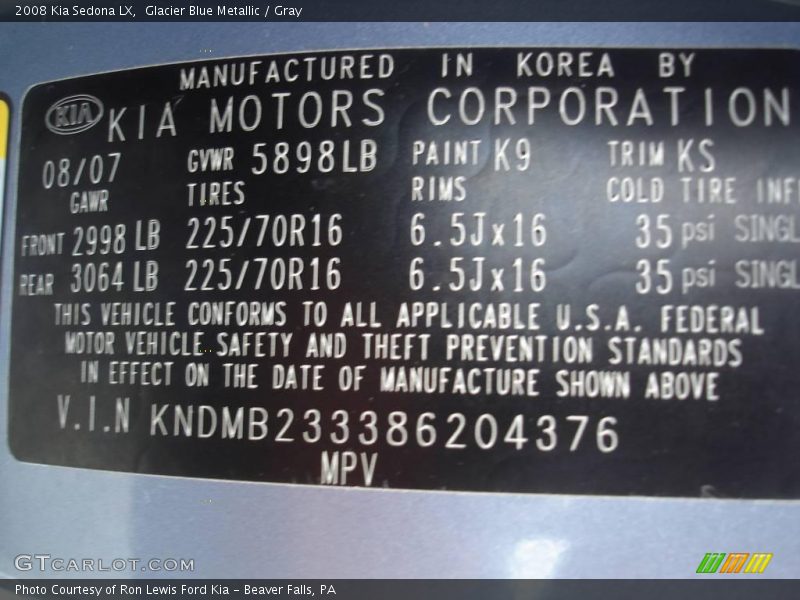 2008 Kia Sedona LX, Glacier Blue Metallic / Gray
MANUFACTURED IN KOREA BY
KIA KIA MOTORS CORPORATION
08/07 GVWR 5898LB PAINT K9 TRIM KS
GAWR TIRES RIMS COLD TIRE INF
FRONT 2998 LB 225/70R16 6.5Jx16 35 psi SINGL
REAR 3064 LB 225/70R16 6.5Jx16 35 psi SINGL
THIS VEHICLE CONFORMS TO ALL APPLICABLE U.S.A. FEDERAL
MOTOR VEHICLE SAFETY AND THEFT PREVENTION STANDARDS
IN EFFECT ON THE DATE OF MANUFACTURE SHOWN ABOVE
V.I.N KNDMB233386204376
MPV
GTCARLOT.COM
Photo Courtesy of Ron Lewis Ford Kia - Beaver Falls, PA